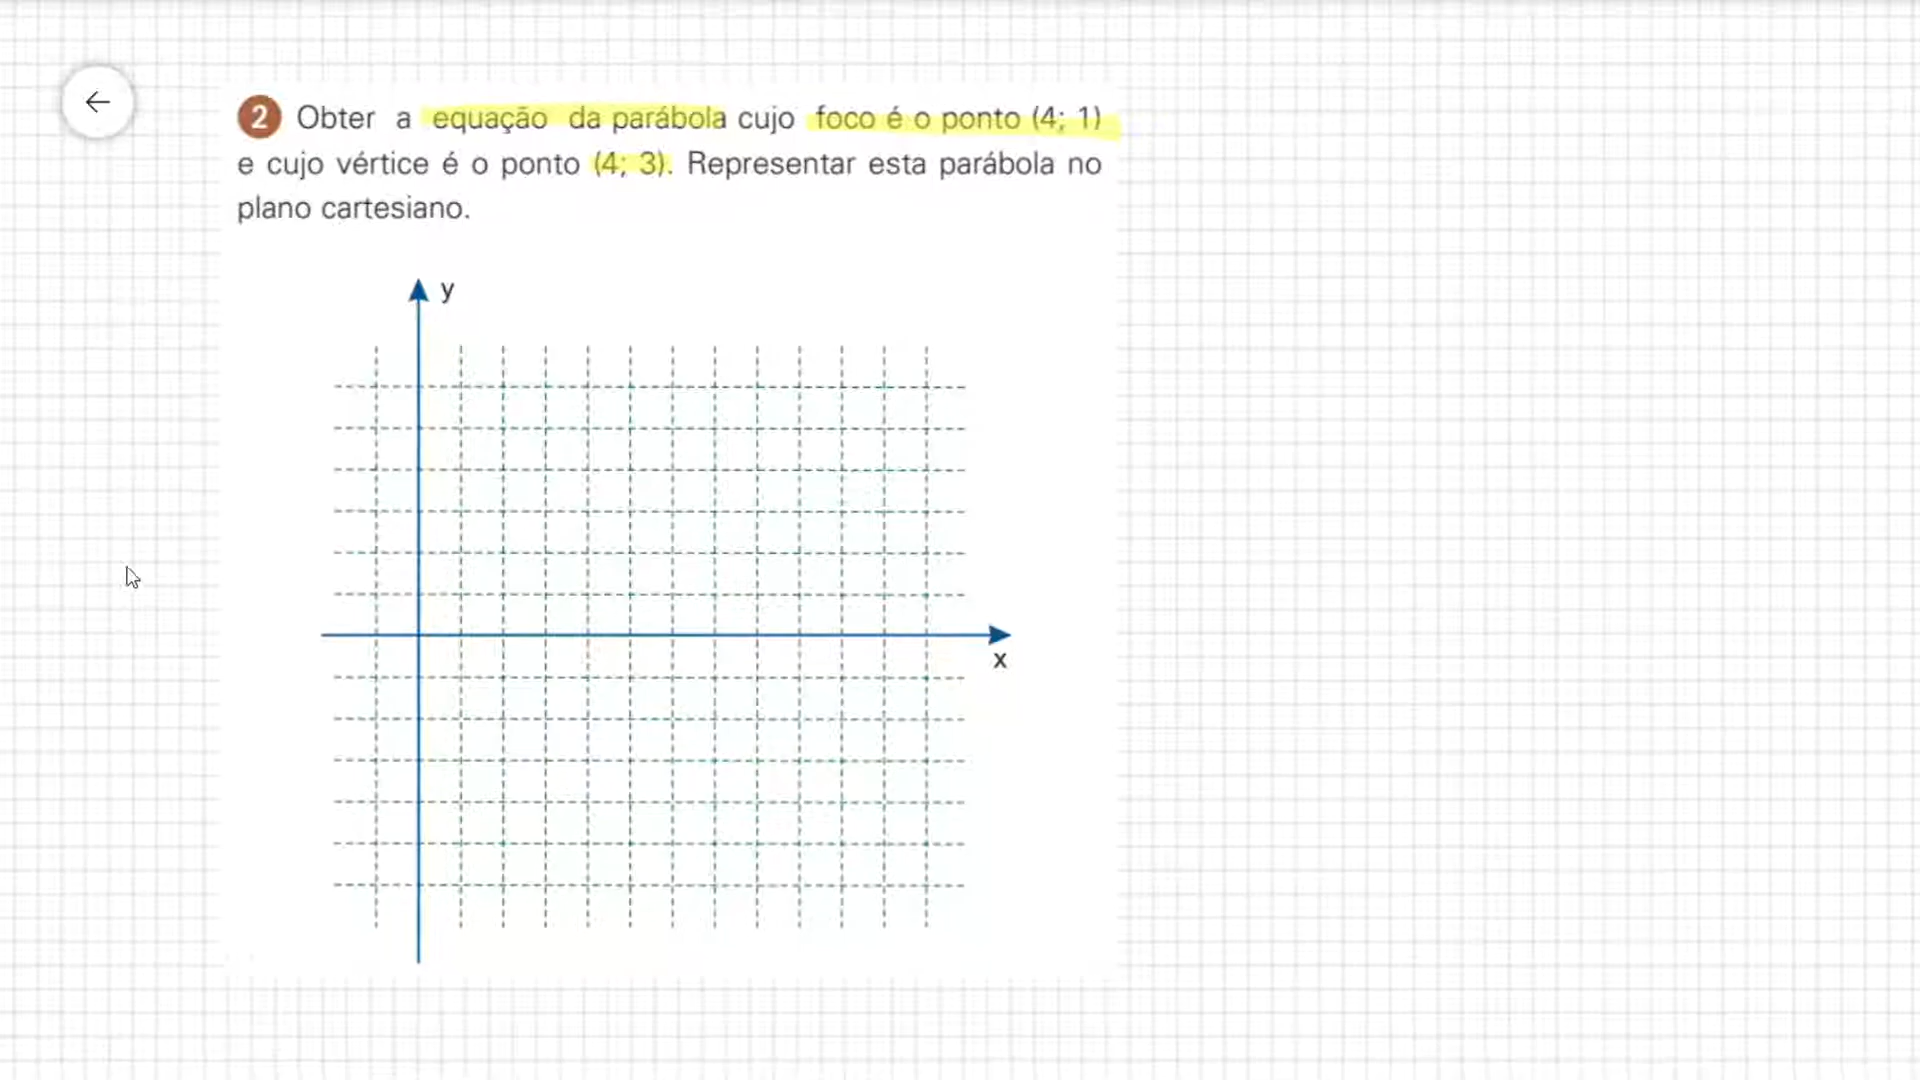 2 Obter a equação da parábola cujo foco é o ponto (4; 1)
e cujo vértice é o ponto (4; 3). Representar esta parábola no
plano cartesiano.
y
x